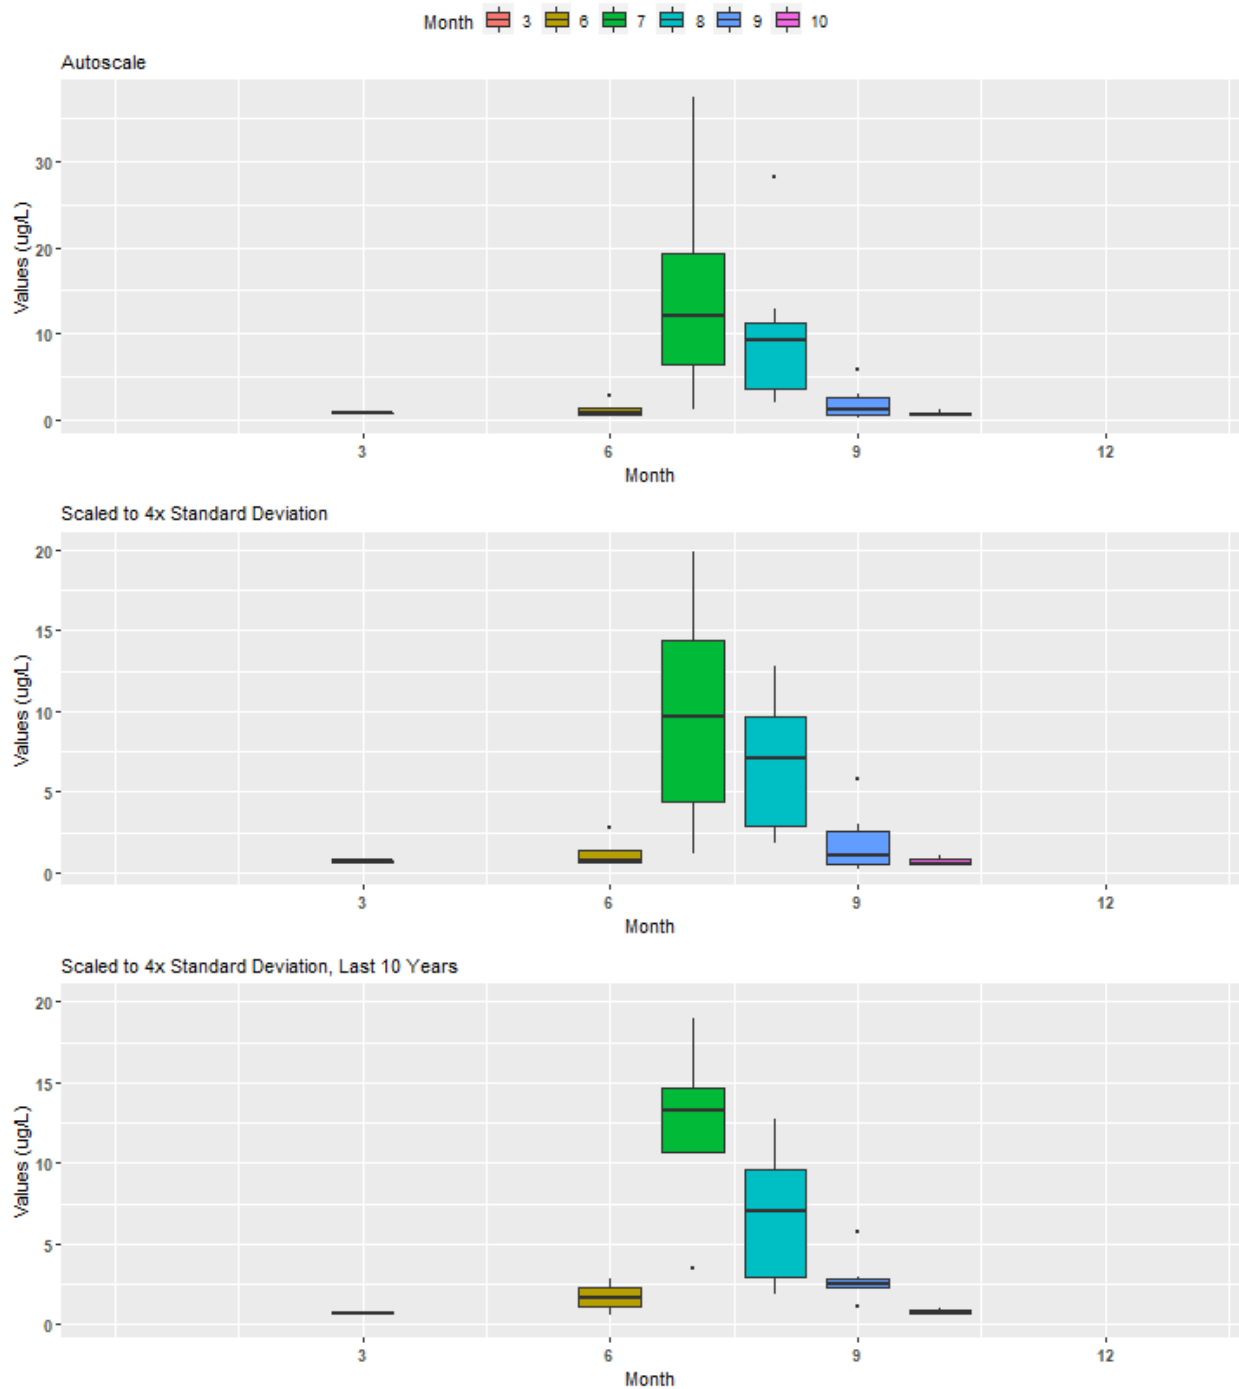 Month 3 6 7 8 9 10
Autoscale
30
20
10
0
Values (ug/L)
3 6 9 12
Month
Scaled to 4x Standard Deviation
20
15
10
5
0
Values (ug/L)
3 6 9 12
Month
Scaled to 4x Standard Deviation, Last 10 Years
20
15
10
5
0
Values (ug/L)
3 6 9 12
Month